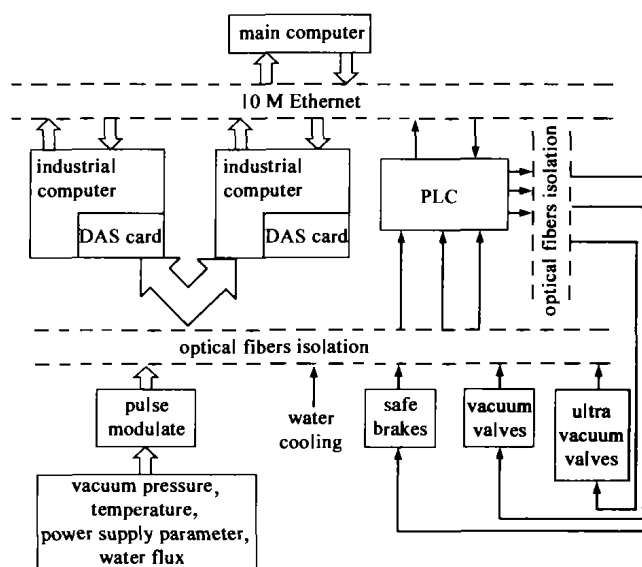 main computer
10 M Ethernet
industrial
computer
DAS card
industrial
computer
DAS card
PLC
optical fibers isolation
optical fibers isolation
pulse
modulate
water
cooling
safe
brakes
vacuum
valves
ultra
vacuum
valves
vacuum pressure,
temperature,
power supply parameter,
water flux